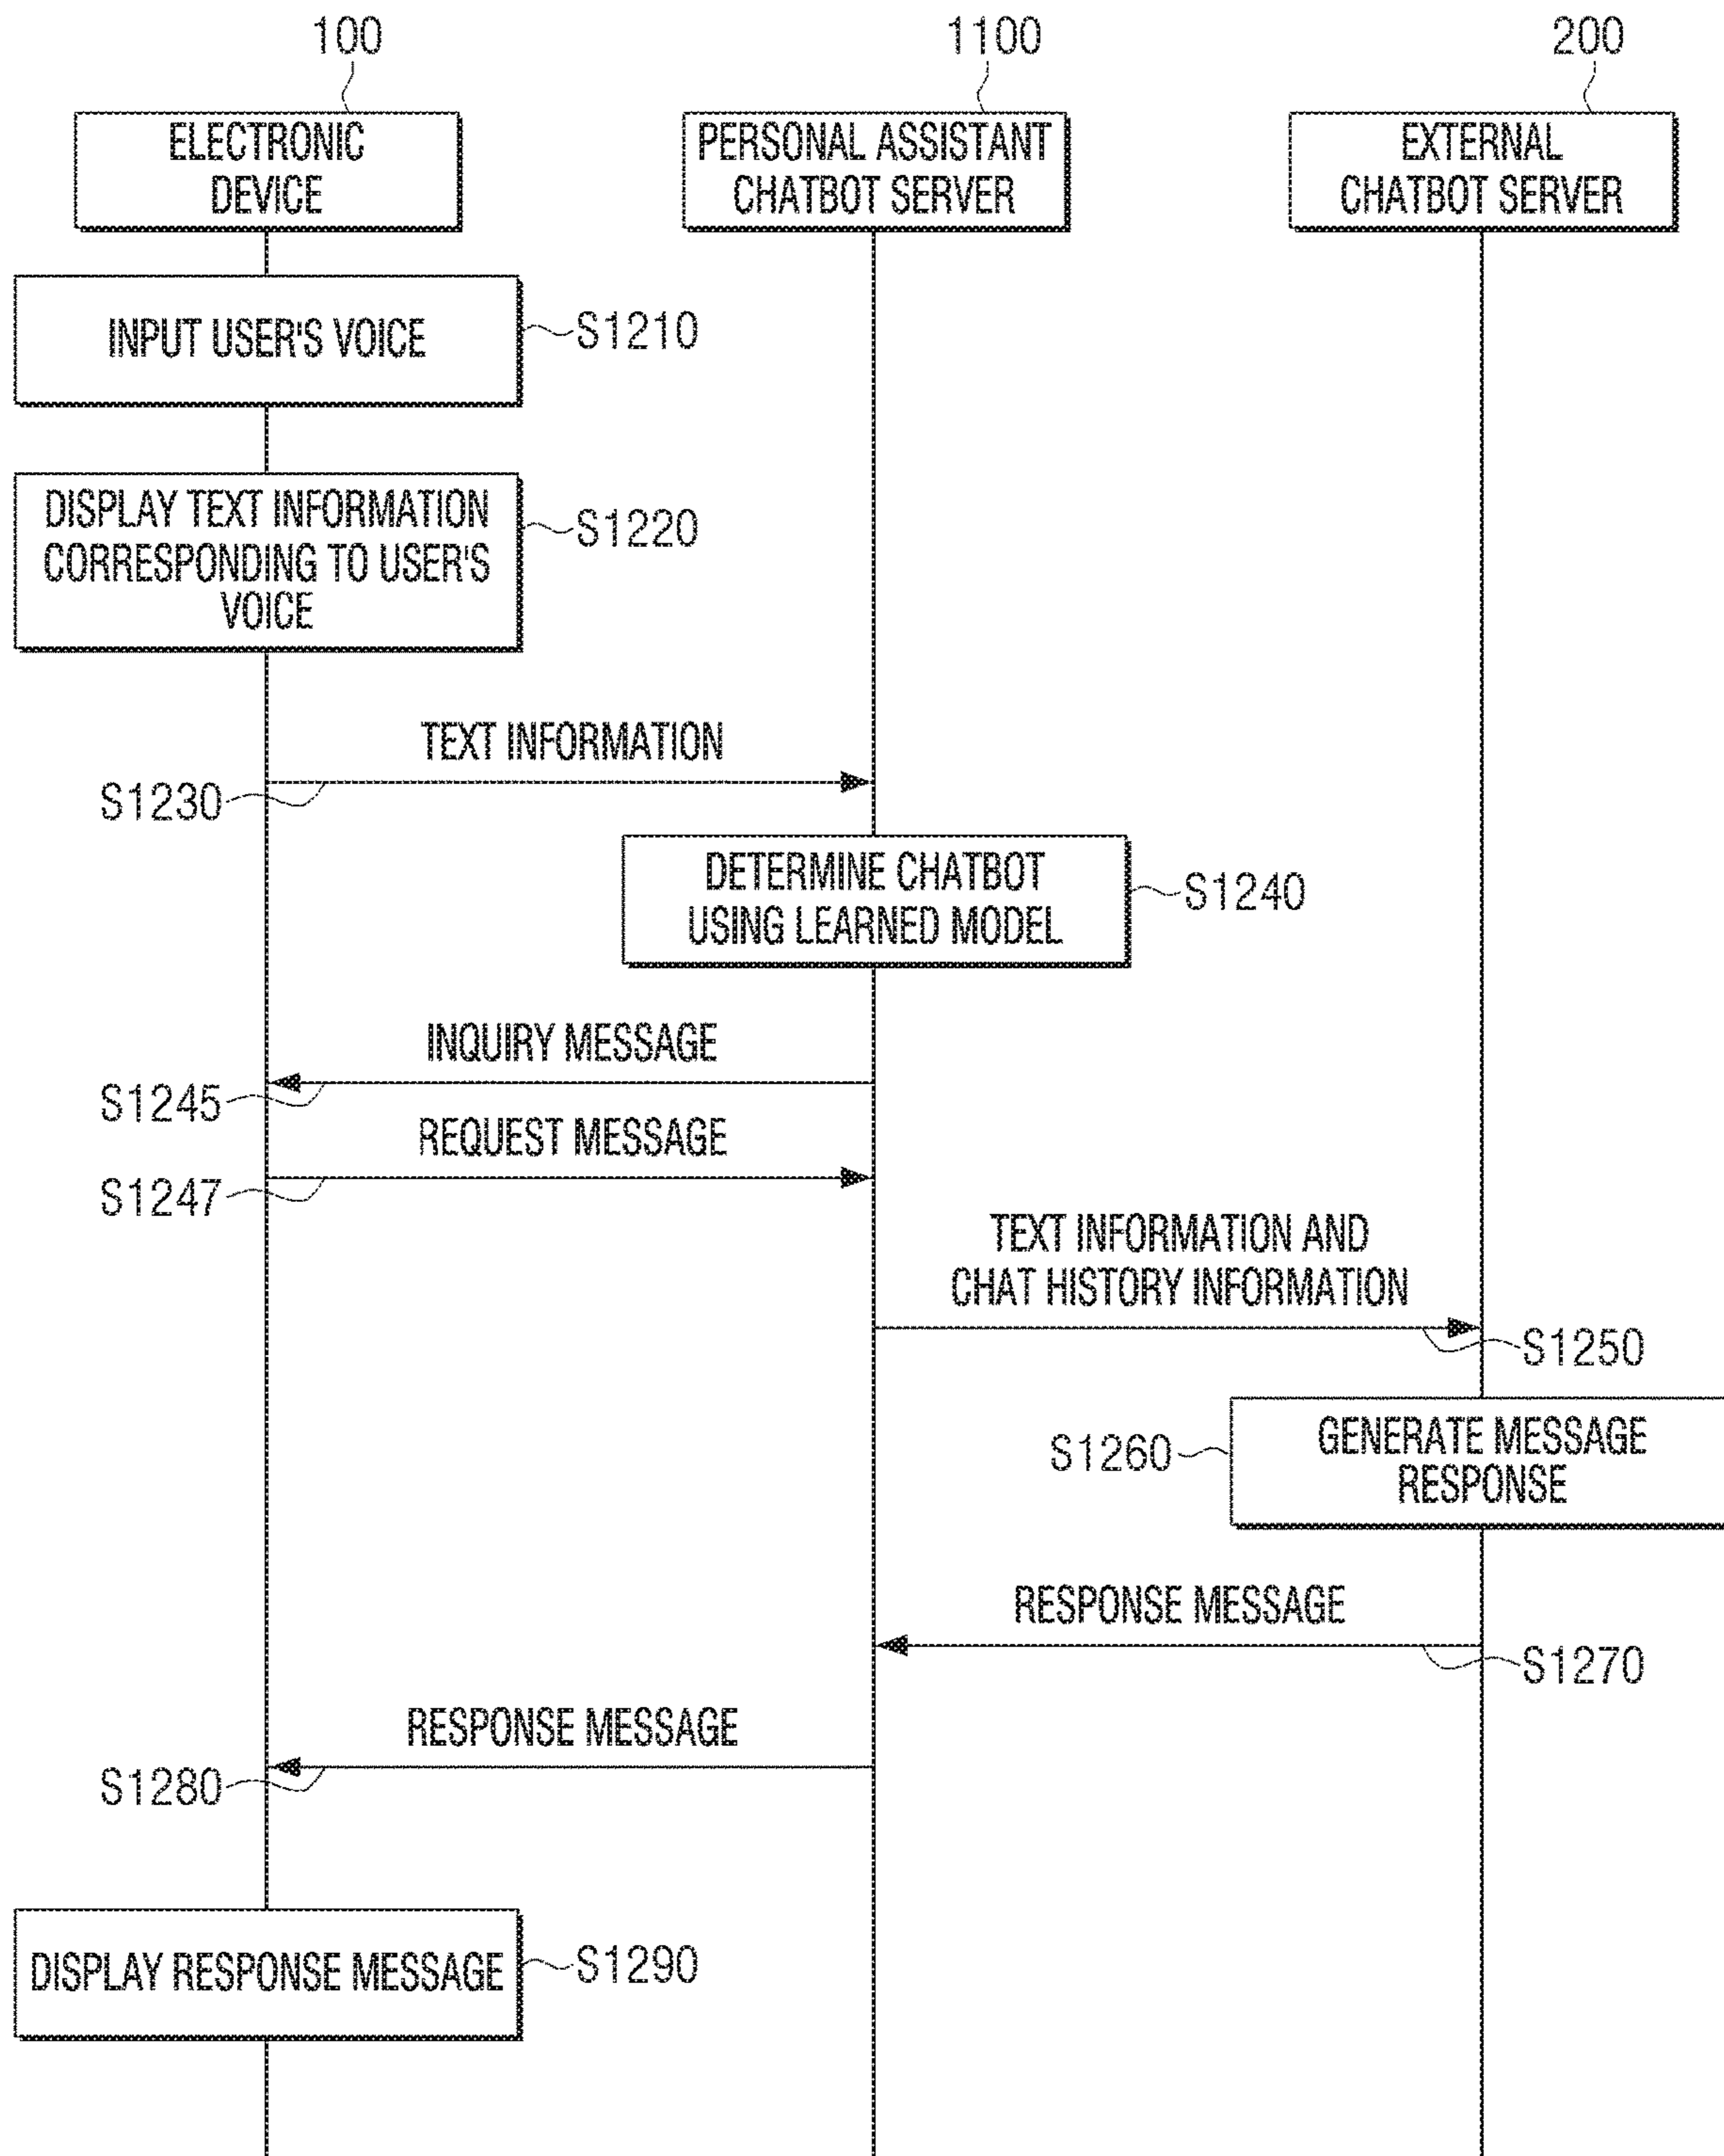 100
1100
200
ELECTRONIC
DEVICE
PERSONAL ASSISTANT
CHATBOT SERVER
EXTERNAL
CHATBOT SERVER
INPUT USER'S VOICE
S1210
DISPLAY TEXT INFORMATION
CORRESPONDING TO USER'S
VOICE
S1220
TEXT INFORMATION
S1230
DETERMINE CHATBOT
USING LEARNED MODEL
S1240
INQUIRY MESSAGE
S1245
REQUEST MESSAGE
S1247
TEXT INFORMATION AND
CHAT HISTORY INFORMATION
S1250
GENERATE MESSAGE
RESPONSE
S1260
RESPONSE MESSAGE
S1270
RESPONSE MESSAGE
S1280
DISPLAY RESPONSE MESSAGE
S1290